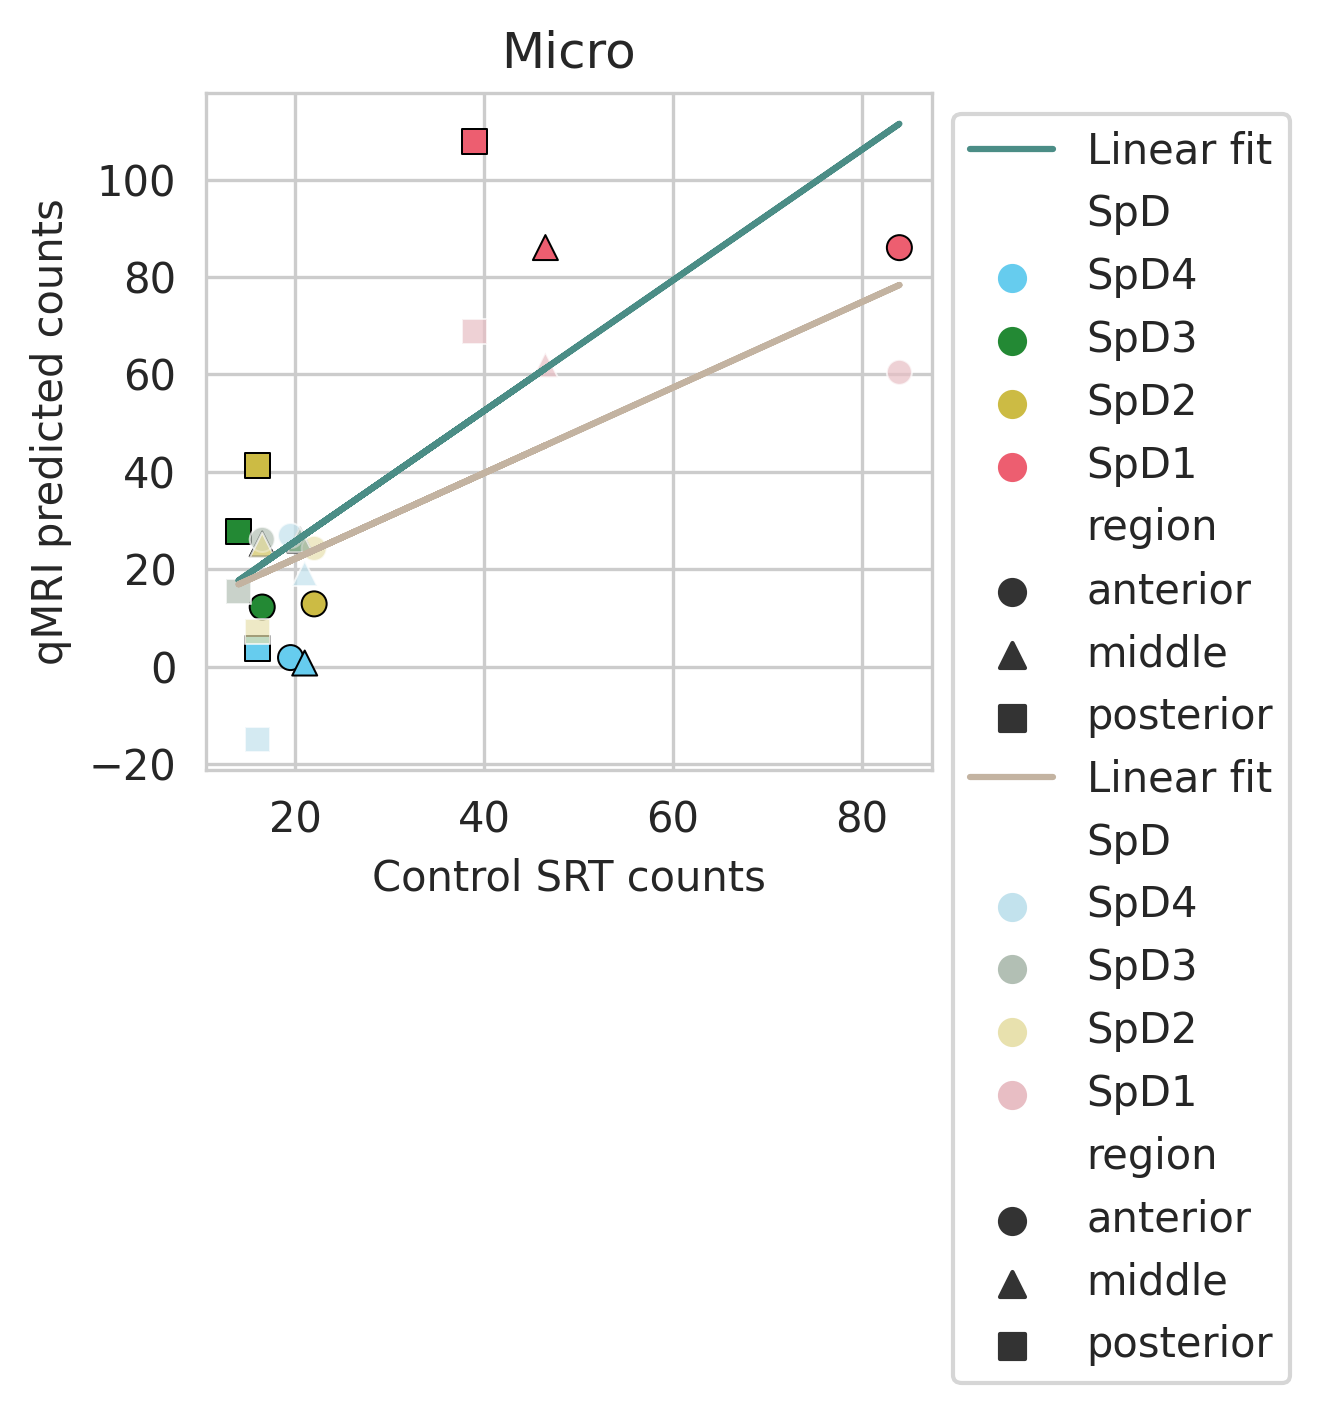 Micro
qMRI predicted counts
100
80
60
40
20
0
−20
20 40 60 80
Control SRT counts
Linear fit
SpD
SpD4
SpD3
SpD2
SpD1
region
anterior
middle
posterior
Linear fit
SpD
SpD4
SpD3
SpD2
SpD1
region
anterior
middle
posterior